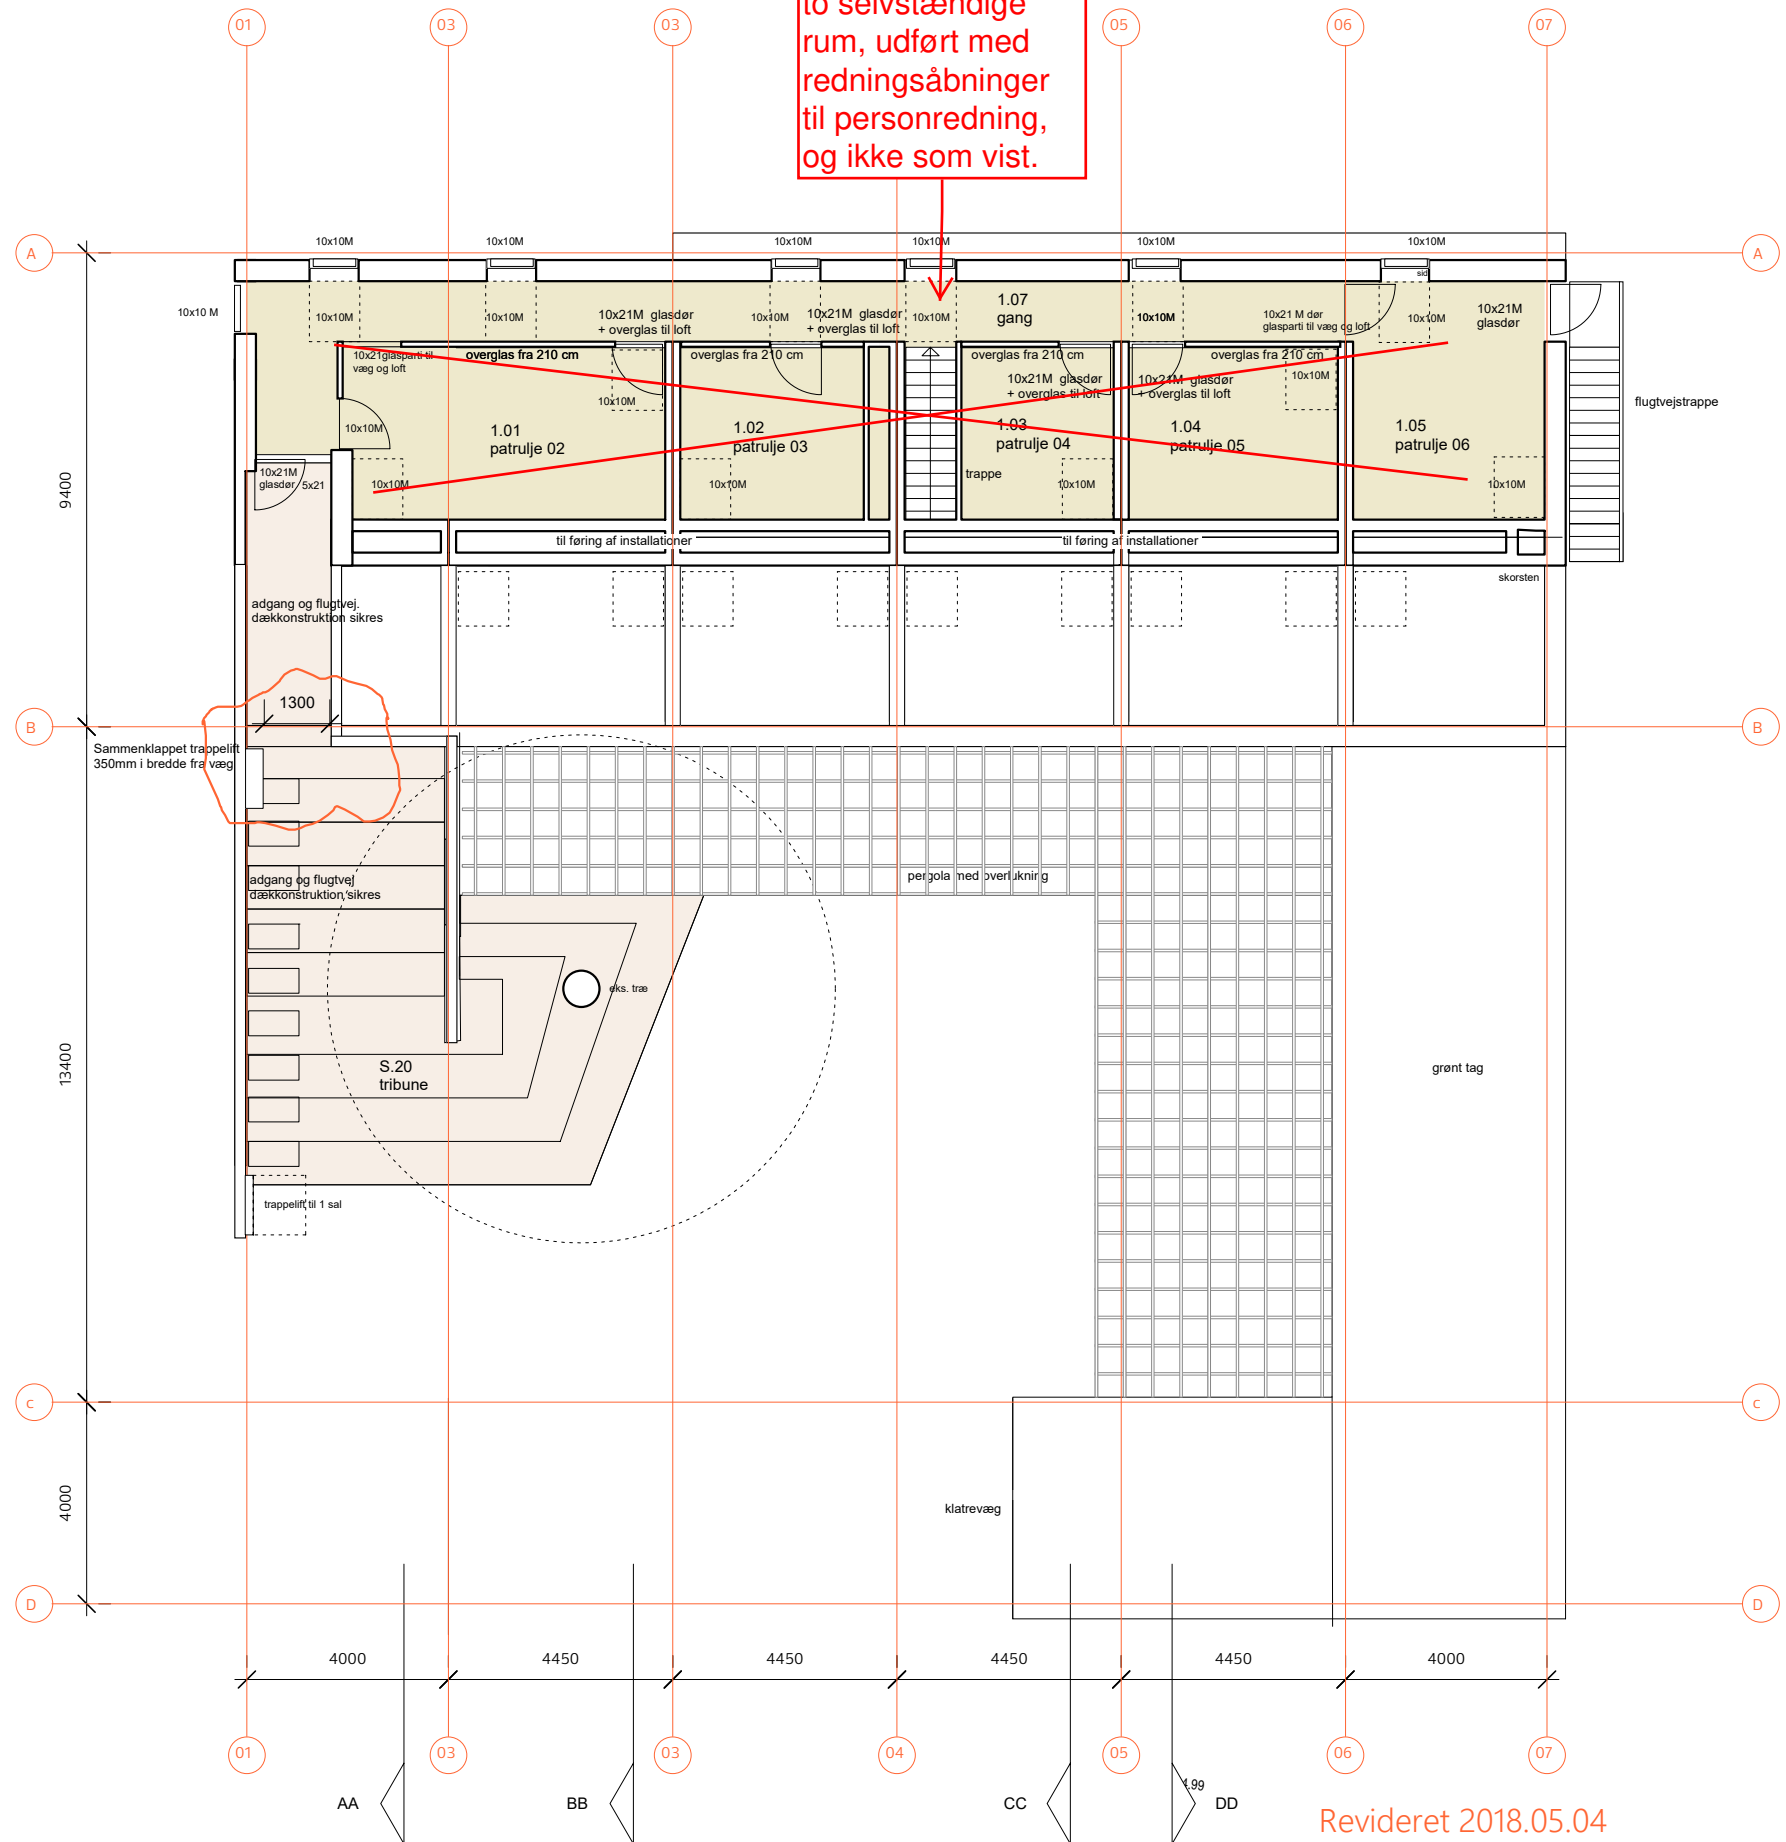 to selvstændige
rum, udført med
redningsåbninger
til personredning,
og ikke som vist.
01
03
03
05
06
07
A
A
10x10M
10x10M
10x10M
10x10M
10x10M
10x10M
sid
10x10 M
10x10M
10x10M
10x21M glasdør
+ overglas til loft
10x10M
10x21M glasdør
+ overglas til loft
10x10M
1.07
gang
10x10M
10x21 M dør
glasparti til væg og loft
10x10M
10x21M
glasdør
10x21glasparti til
væg og loft
overglas fra 210 cm
overglas fra 210 cm
overglas fra 210 cm
overglas fra 210 cm
10x21M glasdør
+ overglas til loft
10x21M glasdør
+ overglas til loft
10x10M
10x10M
10x10M
flugtvejstrappe
1.01
patrulje 02
1.02
patrulje 03
1.03
patrulje 04
1.04
patrulje 05
1.05
patrulje 06
trappe
10x21M
glasdør
5x21
10x10M
10x10M
10x10M
10x10M
9400
til føring af installationer
til føring af installationer
skorsten
adgang og flugtvej.
dækkonstruktion sikres
1300
B
B
Sammenklappet trappelift
350mm i bredde fra væg
adgang og flugtvej
dækkonstruktion sikres
pergola med overlukning
eks. træ
S.20
tribune
13400
grønt tag
trappelift til 1 sal
c
c
4000
klatrevæg
D
D
4000
4450
4450
4450
4450
4000
01
03
03
04
05
06
07
AA
BB
CC
DD
4.99
Revideret 2018.05.04